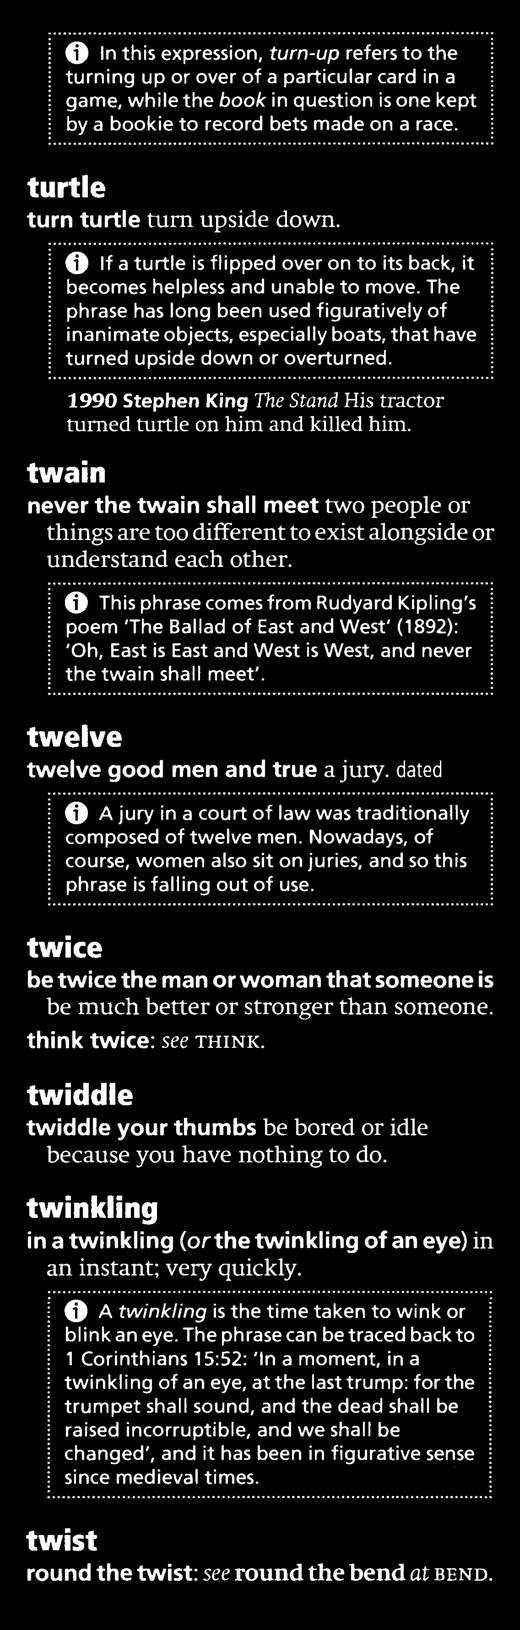 ⓘ In this expression, turn-up refers to the
turning up or over of a particular card in a
game, while the book in question is one kept
by a bookie to record bets made on a race.
turtle
turn turtle turn upside down.
ⓘ If a turtle is flipped over on to its back, it
becomes helpless and unable to move. The
phrase has long been used figuratively of
inanimate objects, especially boats, that have
turned upside down or overturned.
1990 Stephen King The Stand His tractor
turned turtle on him and killed him.
twain
never the twain shall meet two people or
things are too different to exist alongside or
understand each other.
ⓘ This phrase comes from Rudyard Kipling's
poem 'The Ballad of East and West' (1892):
'Oh, East is East and West is West, and never
the twain shall meet'.
twelve
twelve good men and true a jury. dated
ⓘ A jury in a court of law was traditionally
composed of twelve men. Nowadays, of
course, women also sit on juries, and so this
phrase is falling out of use.
twice
be twice the man or woman that someone is
be much better or stronger than someone.
think twice: see THINK.
twiddle
twiddle your thumbs be bored or idle
because you have nothing to do.
twinkling
in a twinkling (or the twinkling of an eye) in
an instant; very quickly.
ⓘ A twinkling is the time taken to wink or
blink an eye. The phrase can be traced back to
1 Corinthians 15:52: 'In a moment, in a
twinkling of an eye, at the last trump: for the
trumpet shall sound, and the dead shall be
raised incorruptible, and we shall be
changed', and it has been in figurative sense
since medieval times.
twist
round the twist: see round the bend at BEND.